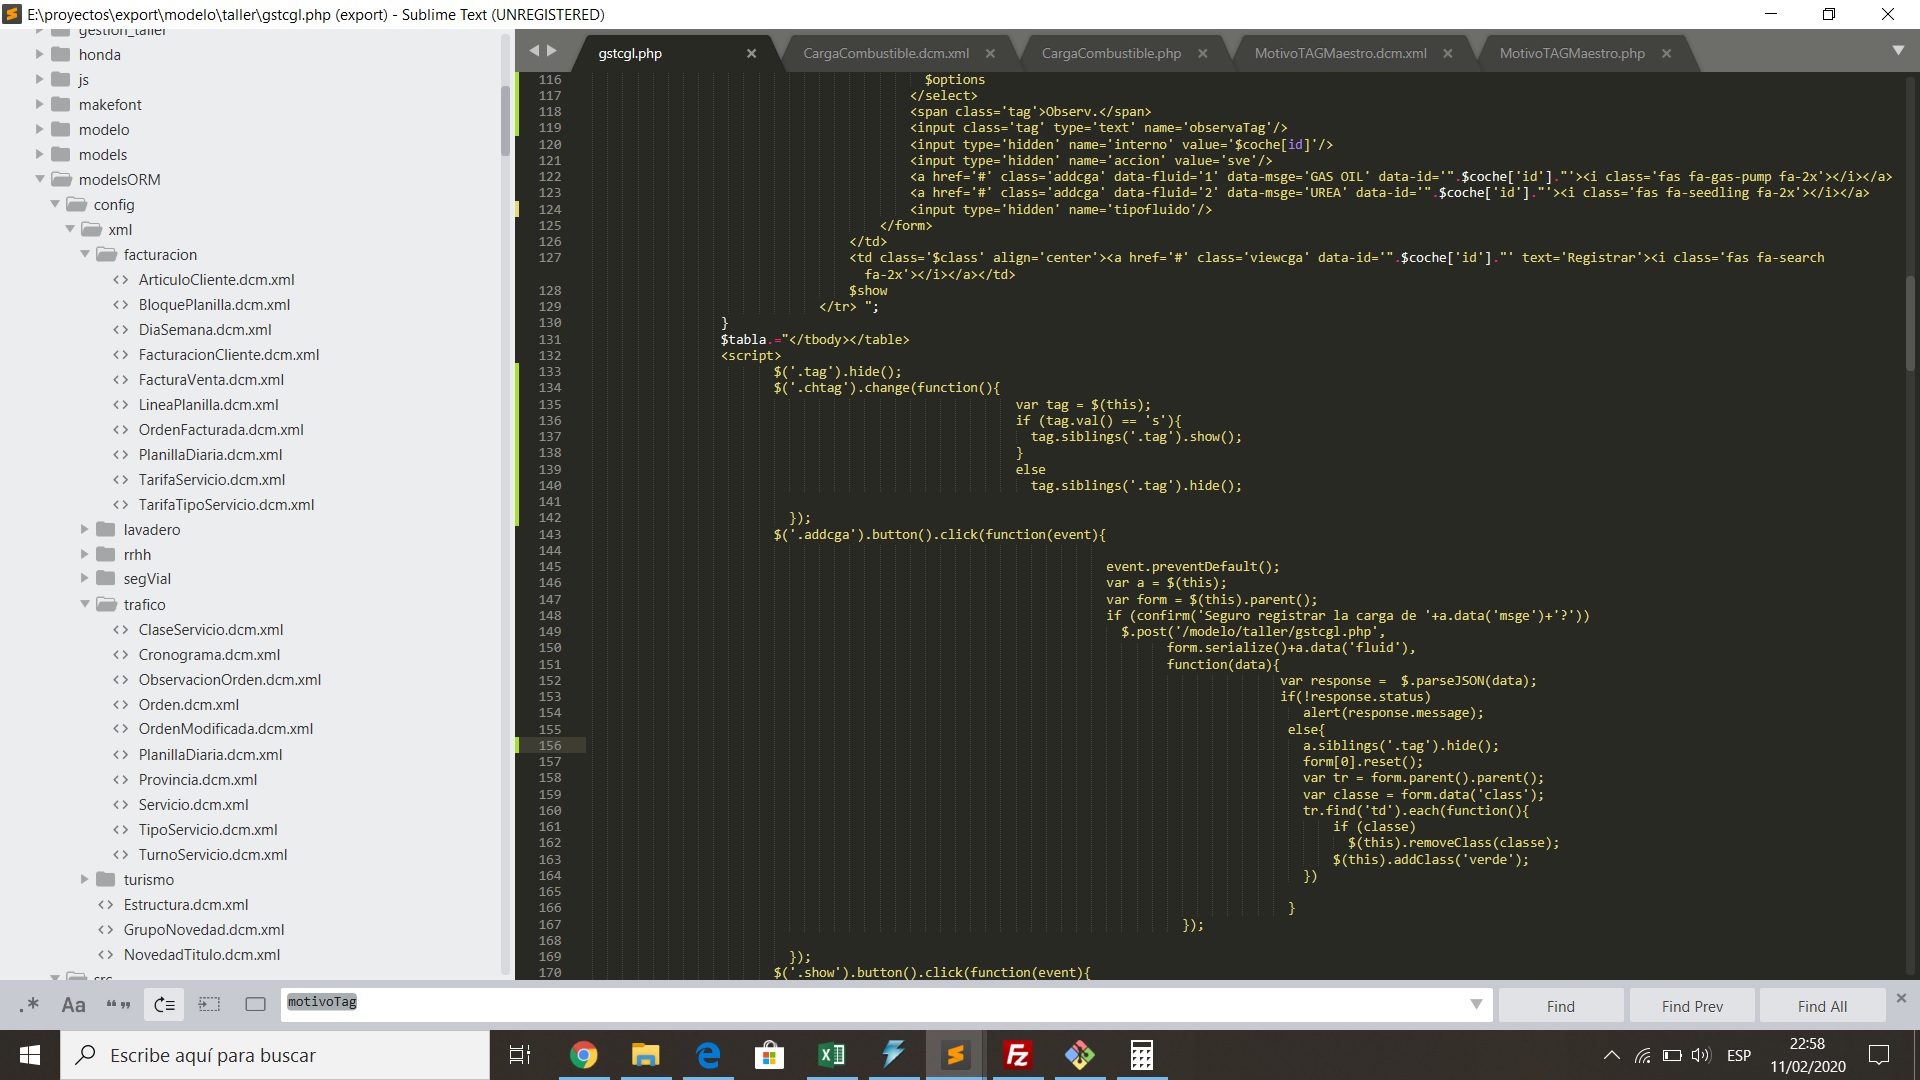 E:\proyectos\export\modelo\taller\gstcgl.php (export) - Sublime Text (UNREGISTERED)
gestion_taller
honda
js
makefont
modelo
models
modelsORM
config
xml
facturacion
ArticuloCliente.dcm.xml
BloquePlanilla.dcm.xml
DiaSemana.dcm.xml
FacturacionCliente.dcm.xml
FacturaVenta.dcm.xml
LineaPlanilla.dcm.xml
OrdenFacturada.dcm.xml
PlanillaDiaria.dcm.xml
TarifaServicio.dcm.xml
TarifaTipoServicio.dcm.xml
lavadero
rrhh
segVial
trafico
ClaseServicio.dcm.xml
Cronograma.dcm.xml
ObservacionOrden.dcm.xml
Orden.dcm.xml
OrdenModificada.dcm.xml
PlanillaDiaria.dcm.xml
Provincia.dcm.xml
Servicio.dcm.xml
TipoServicio.dcm.xml
TurnoServicio.dcm.xml
turismo
Estructura.dcm.xml
GrupoNovedad.dcm.xml
NovedadTitulo.dcm.xml
src
gstcgl.php
CargaCombustible.dcm.xml
CargaCombustible.php
MotivoTAGMaestro.dcm.xml
MotivoTAGMaestro.php
116 $options
117 </select>
118 <span class='tag'>Observ.</span>
119 <input class='tag' type='text' name='observaTag'/>
120 <input type='hidden' name='interno' value='$coche[id]'/>
121 <input type='hidden' name='accion' value='sve'/>
122 <a href='#' class='addcga' data-fluid='1' data-msge='GAS OIL' data-id='".$coche['id']."'><i class='fas fa-gas-pump fa-2x'></i></a>
123 <a href='#' class='addcga' data-fluid='2' data-msge='UREA' data-id='".$coche['id']."'><i class='fas fa-seedling fa-2x'></i></a>
124 <input type='hidden' name='tipofluido'/>
125 </form>
126 </td>
127 <td class='$class' align='center'><a href='#' class='viewcga' data-id='".$coche['id']."' text='Registrar'><i class='fas fa-search
fa-2x'></i></a></td>
128 $show
129 </tr> ";
130 }
131 $tabla.="</tbody></table>
132 <script>
133 $('.tag').hide();
134 $('.chtag').change(function(){
135 var tag = $(this);
136 if (tag.val() == 's'){
137 tag.siblings('.tag').show();
138 }
139 else
140 tag.siblings('.tag').hide();
141
142 });
143 $('.addcga').button().click(function(event){
144
145 event.preventDefault();
146 var a = $(this);
147 var form = $(this).parent();
148 if (confirm('Seguro registrar la carga de '+a.data('msge')+'?'))
149 $.post('/modelo/taller/gstcgl.php',
150 form.serialize()+a.data('fluid'),
151 function(data){
152 var response =  $.parseJSON(data);
153 if(!response.status)
154 alert(response.message);
155 else{
156 a.siblings('.tag').hide();
157 form[0].reset();
158 var tr = form.parent().parent();
159 var classe = form.data('class');
160 tr.find('td').each(function(){
161 if (classe)
162 $(this).removeClass(classe);
163 $(this).addClass('verde');
164 })
165
166 }
167 });
168
169 });
170 $('.show').button().click(function(event){
.* Aa “ ”
motivoTag
Find
Find Prev
Find All
Escribe aquí para buscar
ESP
22:58
11/02/2020